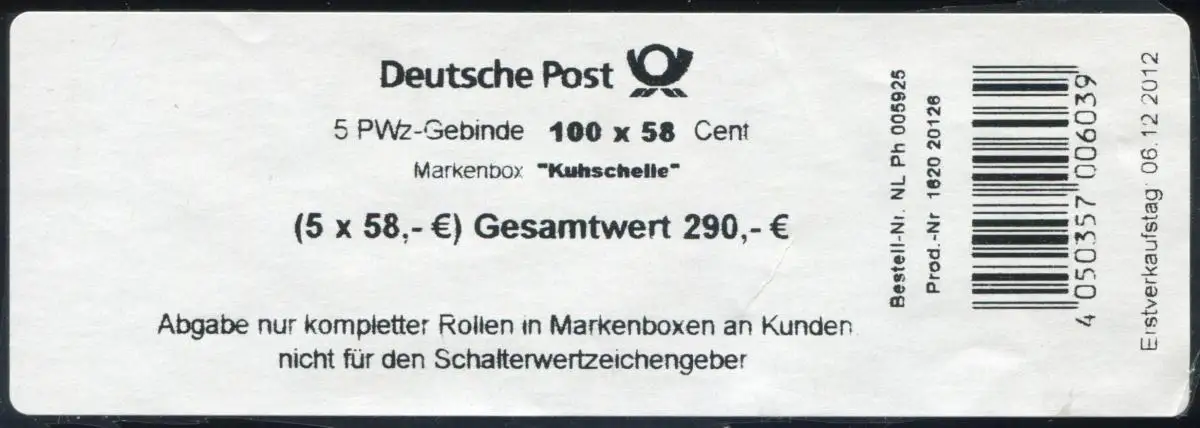 Deutsche Post
5 PWz-Gebinde 100 x 58 Cent
Markenbox "Kuhschelle"
(5 x 58,- €) Gesamtwert 290,- €
Abgabe nur kompletter Rollen in Markenboxen an Kunden
nicht für den Schalterwertzeichengeber
Bestell-Nr. NL Ph 005925
Prod.-Nr 1620 20126
4 050357 006039
Erstverkaufstag: 06.12.2012